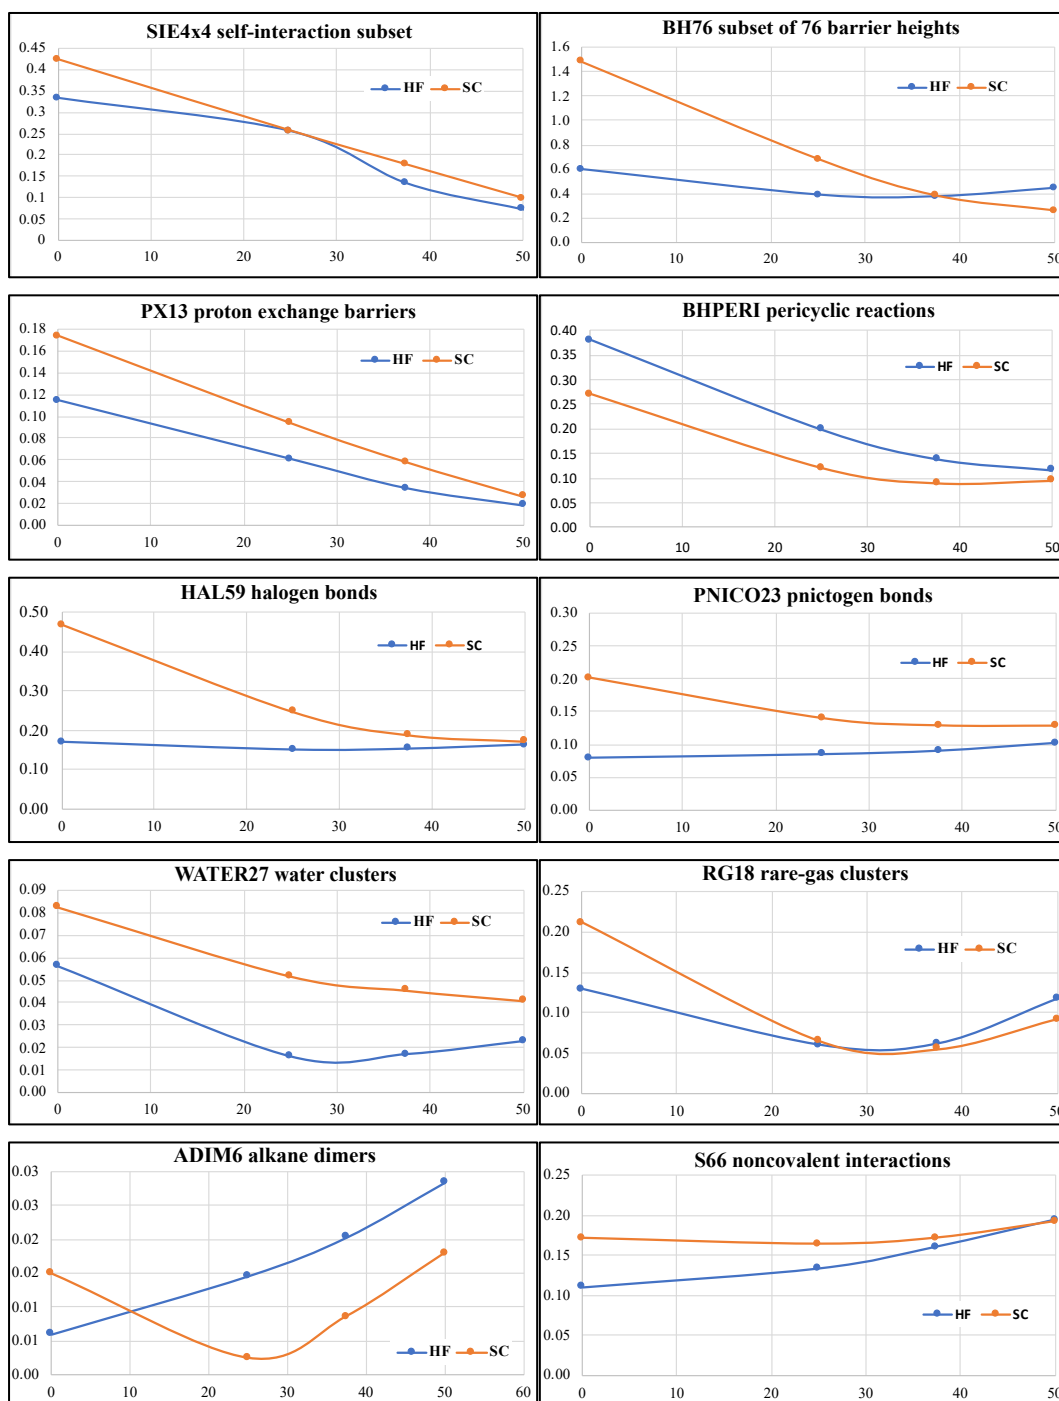 SIE4x4 self-interaction subset
0.45
0.4
0.35
0.3
0.25
0.2
0.15
0.1
0.05
0
HF SC
0 10 20 30 40 50
BH76 subset of 76 barrier heights
1.6
1.4
1.2
1.0
0.8
0.6
0.4
0.2
0.0
HF SC
0 10 20 30 40 50
PX13 proton exchange barriers
0.18
0.16
0.14
0.12
0.10
0.08
0.06
0.04
0.02
0.00
HF SC
0 10 20 30 40 50
BHPERI pericyclic reactions
0.40
0.35
0.30
0.25
0.20
0.15
0.10
0.05
0.00
HF SC
0 10 20 30 40 50
HAL59 halogen bonds
0.50
0.40
0.30
0.20
0.10
0.00
HF SC
0 10 20 30 40 50
PNICO23 pnictogen bonds
0.30
0.25
0.20
0.15
0.10
0.05
0.00
HF SC
0 10 20 30 40 50
WATER27 water clusters
0.09
0.08
0.07
0.06
0.05
0.04
0.03
0.02
0.01
0.00
HF SC
0 10 20 30 40 50
RG18 rare-gas clusters
0.25
0.20
0.15
0.10
0.05
0.00
HF SC
0 10 20 30 40 50
ADIM6 alkane dimers
0.03
0.03
0.02
0.02
0.01
0.01
0.00
HF SC
0 10 20 30 40 50 60
S66 noncovalent interactions
0.25
0.20
0.15
0.10
0.05
0.00
HF SC
0 10 20 30 40 50